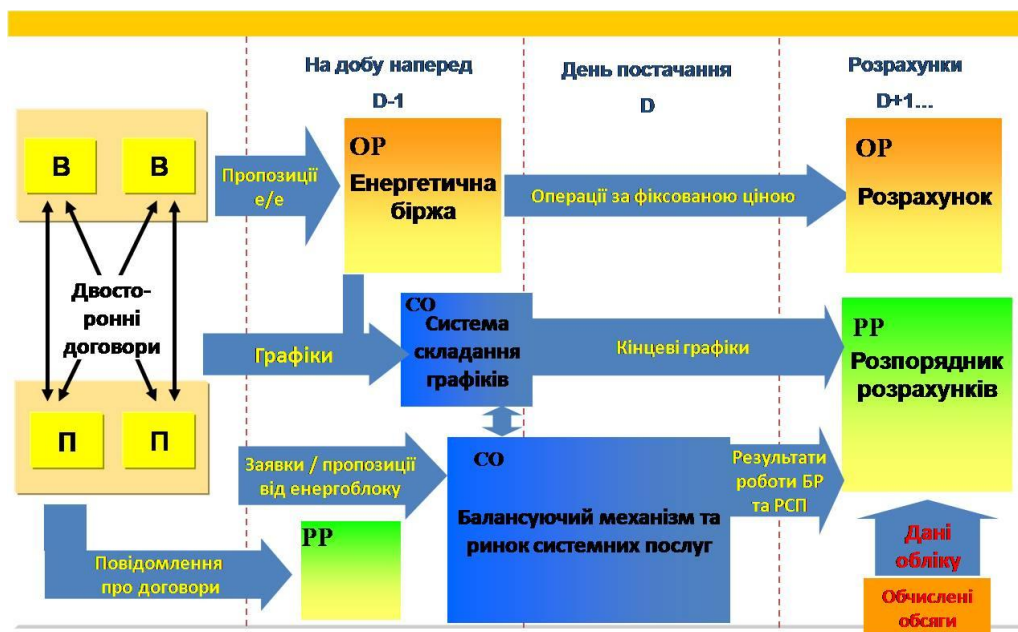 На добу наперед
D-1
День постачання
D
Розрахунки
D+1...
В
В
Двосто-
ронні
договори
П
П
Пропозиції
е/е
ОР
Енергетична
біржа
Операції за фіксованою ціною
ОР
Розрахунок
Графіки
СО
Система
складання
графіків
Кінцеві графіки
РР
Розпорядник
розрахунків
Заявки / пропозиції
від енергоблоку
СО
Балансуючий механізм та
ринок системних послуг
Результати
роботи БР
та РСП
Повідомлення
про договори
РР
Дані
обліку
Обчислені
обсяги